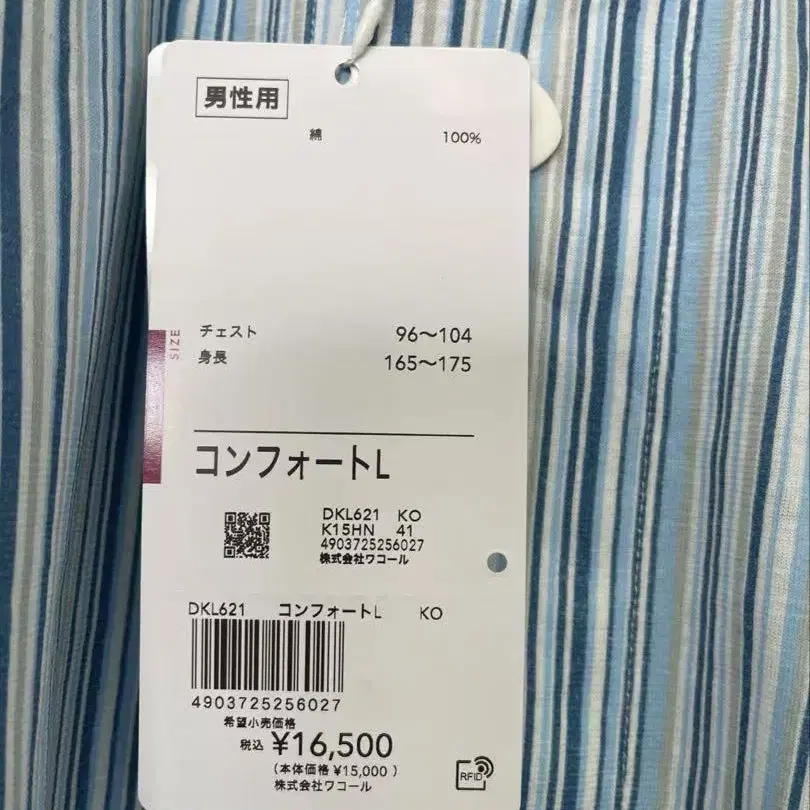 男性用
綿 100%
SIZE
チェスト 96～104
身長 165～175
コンフォートL
DKL621 KO
K15HN 41
4903725256027
株式会社ワコール
DKL621 コンフォートL KO
4903725256027
希望小売価格
税込 ¥16,500
（本体価格 ¥15,000 ）
株式会社ワコール
RFID